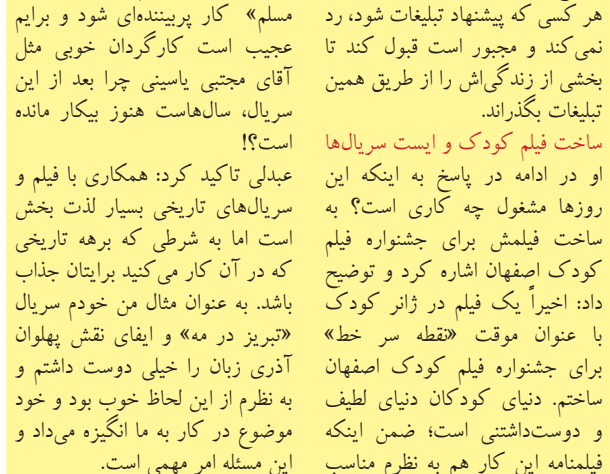 هر کسی که پیشنهاد تبلیغات شود، رد
نمی‌کند و مجبور است قبول کند تا
بخشی از زندگی‌اش را از طریق همین
تبلیغات بگذراند.
ساخت فیلم کودک و ایست سریال‌ها
او در ادامه در پاسخ به اینکه این
روزها مشغول چه کاری است؟ به
ساخت فیلمش برای جشنواره فیلم
کودک اصفهان اشاره کرد و توضیح
داد: اخیراً یک فیلم در ژانر کودک
با عنوان موقت «نقطه سر خط»
برای جشنواره فیلم کودک اصفهان
ساختم. دنیای کودکان دنیای لطیف
و دوست‌داشتنی است؛ ضمن اینکه
فیلمنامه این کار هم به نظرم مناسب
مسلم» کار پربیننده‌ای شود و برایم
عجیب است کارگردان خوبی مثل
آقای مجتبی یاسینی چرا بعد از این
سریال، سال‌هاست هنوز بیکار مانده
است؟!
عبدلی تاکید کرد: همکاری با فیلم و
سریال‌های تاریخی بسیار لذت بخش
است اما به شرطی که برهه تاریخی
که در آن کار می‌کنید برایتان جذاب
باشد. به عنوان مثال من خودم سریال
«تبریز در مه» و ایفای نقش پهلوان
آذری زبان را خیلی دوست داشتم و
به نظرم از این لحاظ خوب بود و خود
موضوع در کار به ما انگیزه می‌داد و
این مسئله امر مهمی است.